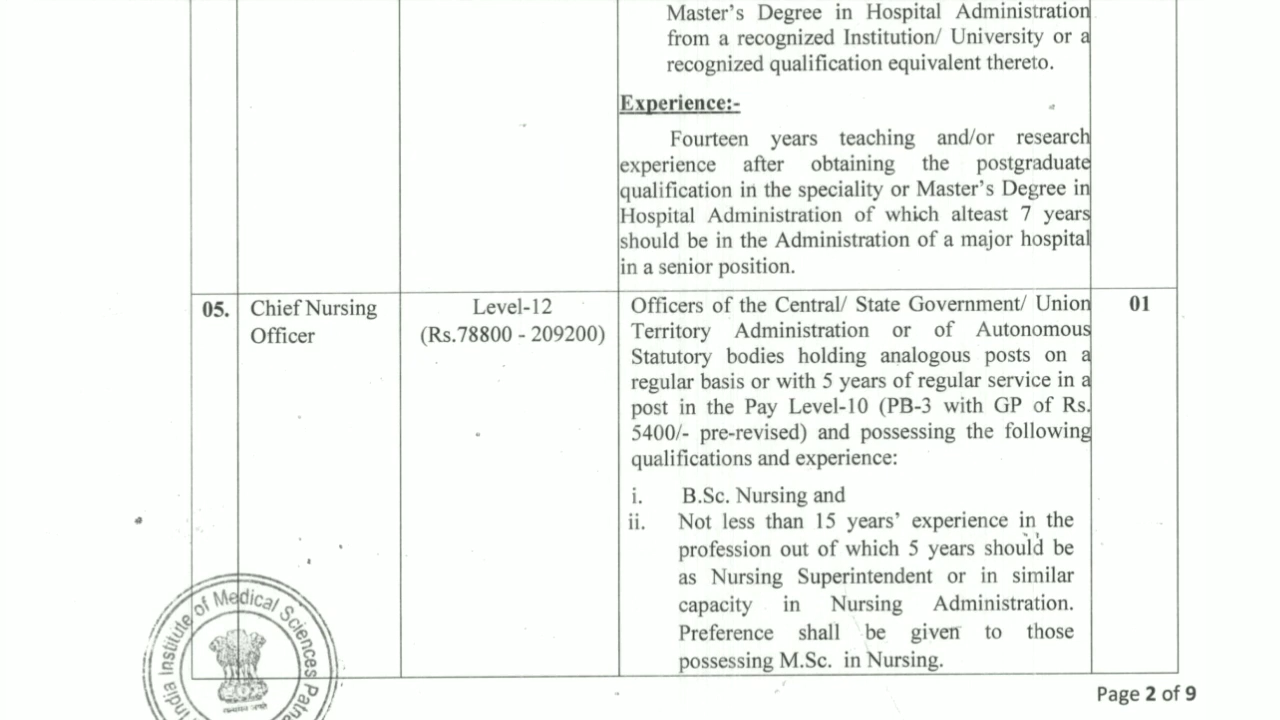 Master's Degree in Hospital Administration
from a recognized Institution/ University or a
recognized qualification equivalent thereto.
Experience:-
Fourteen years teaching and/or research
experience after obtaining the postgraduate
qualification in the speciality or Master's Degree in
Hospital Administration of which alteast 7 years
should be in the Administration of a major hospital
in a senior position.
05.
Chief Nursing
Officer
Level-12
(Rs.78800 - 209200)
Officers of the Central/ State Government/ Union
Territory Administration or of Autonomous
Statutory bodies holding analogous posts on a
regular basis or with 5 years of regular service in a
post in the Pay Level-10 (PB-3 with GP of Rs.
5400/- pre-revised) and possessing the following
qualifications and experience:
i. B.Sc. Nursing and
ii. Not less than 15 years' experience in the
profession out of which 5 years should be
as Nursing Superintendent or in similar
capacity in Nursing Administration.
Preference shall be given to those
possessing M.Sc. in Nursing.
01
India Institute of Medical Sciences Patna
Page 2 of 9